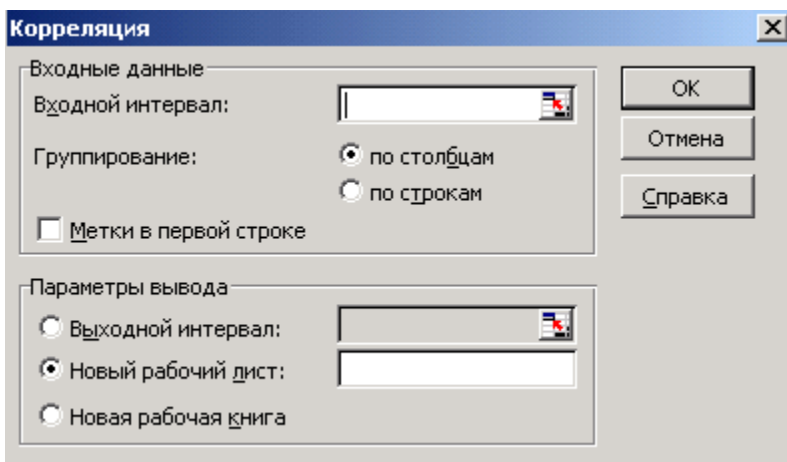 Корреляция
Входные данные
Входной интервал:
Группирование:
по столбцам
по строкам
Метки в первой строке
OK
Отмена
Справка
Параметры вывода
Выходной интервал:
Новый рабочий лист:
Новая рабочая книга